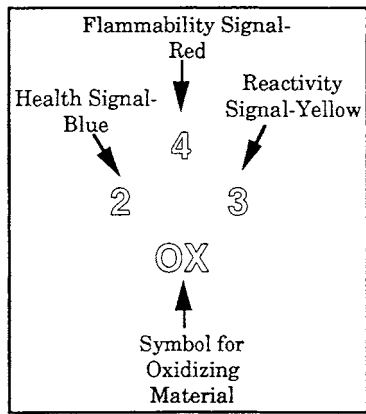 Flammability Signal-
Red
Health Signal-
Blue
Reactivity
Signal-Yellow
4
2 3
OX
Symbol for
Oxidizing
Material